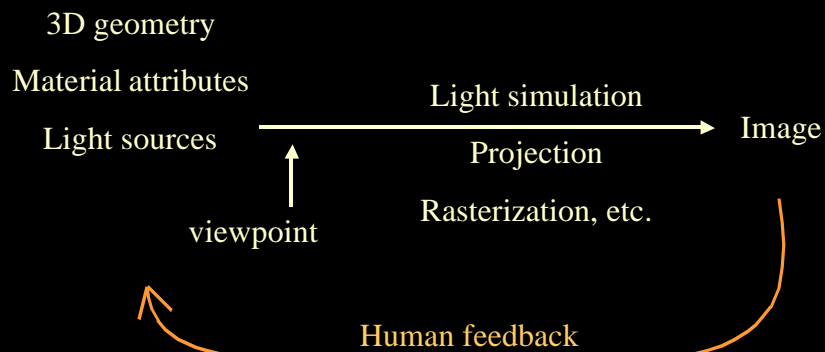 3D geometry
Material attributes
Light sources
viewpoint
Light simulation
Projection
Rasterization, etc.
Image
Human feedback